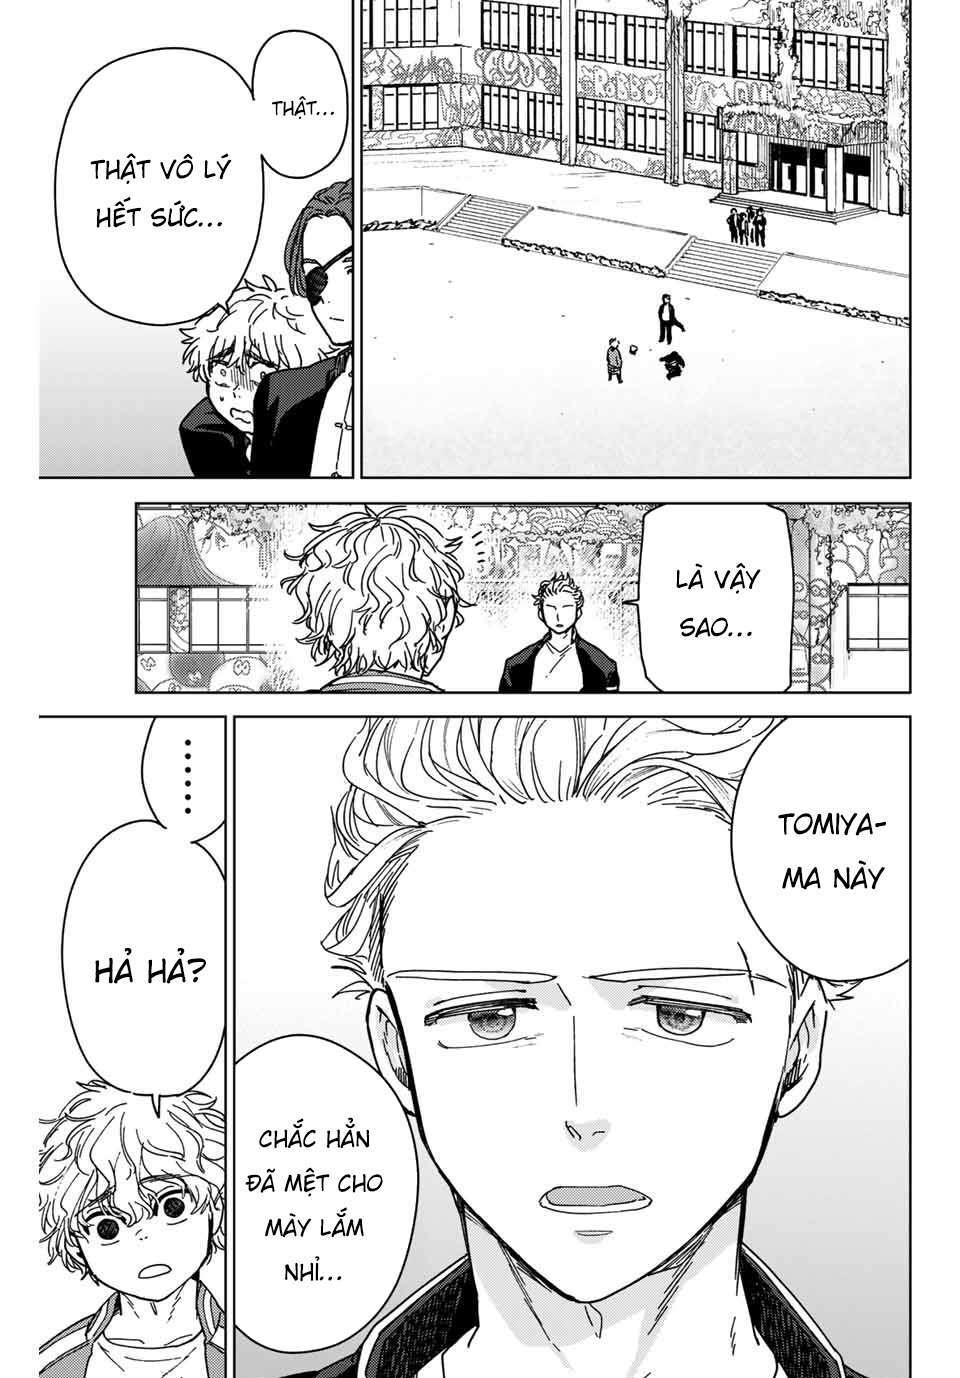 THẬT...
THẬT VÔ LÝ
HẾT SỨC...
ROBBO
LÀ VẬY
SAO...
TOMIYA-
MA NÀY
CHẮC HẲN
ĐÃ MỆT CHO
MÀY LẮM
NHỈ...
......
HẢ HẢ?